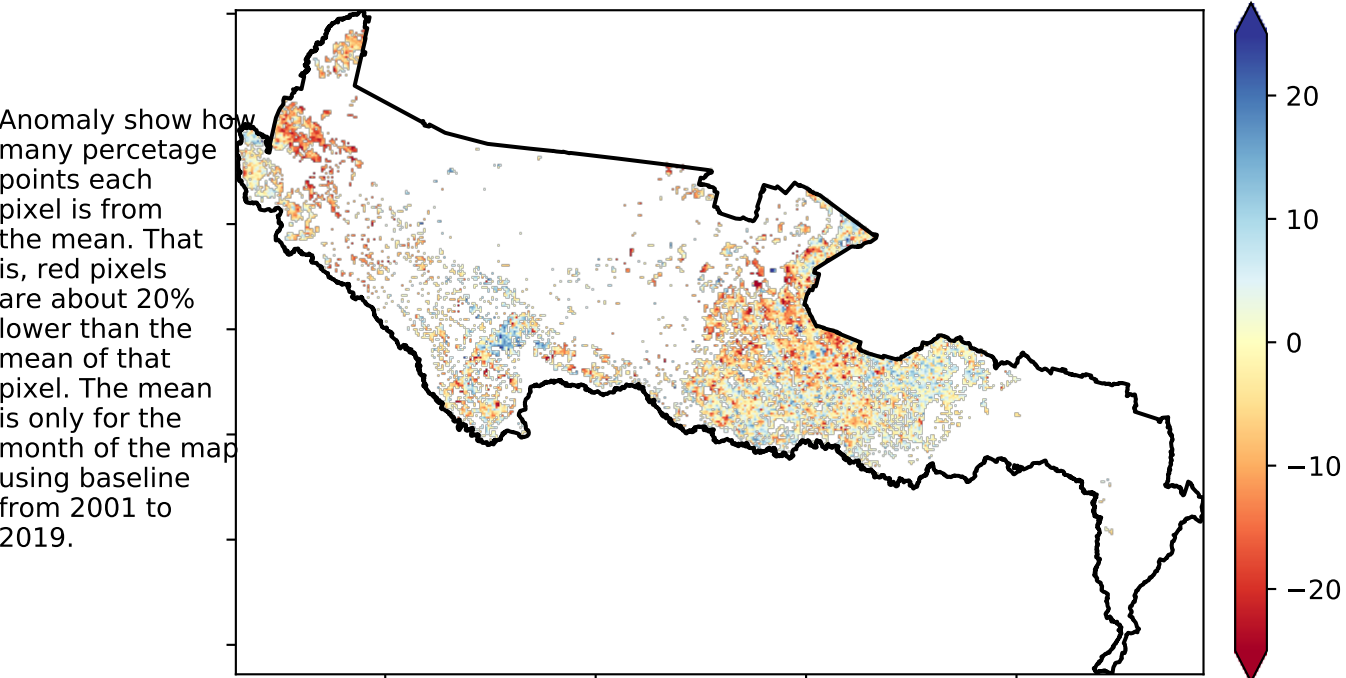 Anomaly show how
many percetage
points each
pixel is from
the mean. That
is, red pixels
are about 20%
lower than the
mean of that
pixel. The mean
is only for the
month of the map
using baseline
from 2001 to
2019.
20
10
0
−10
−20